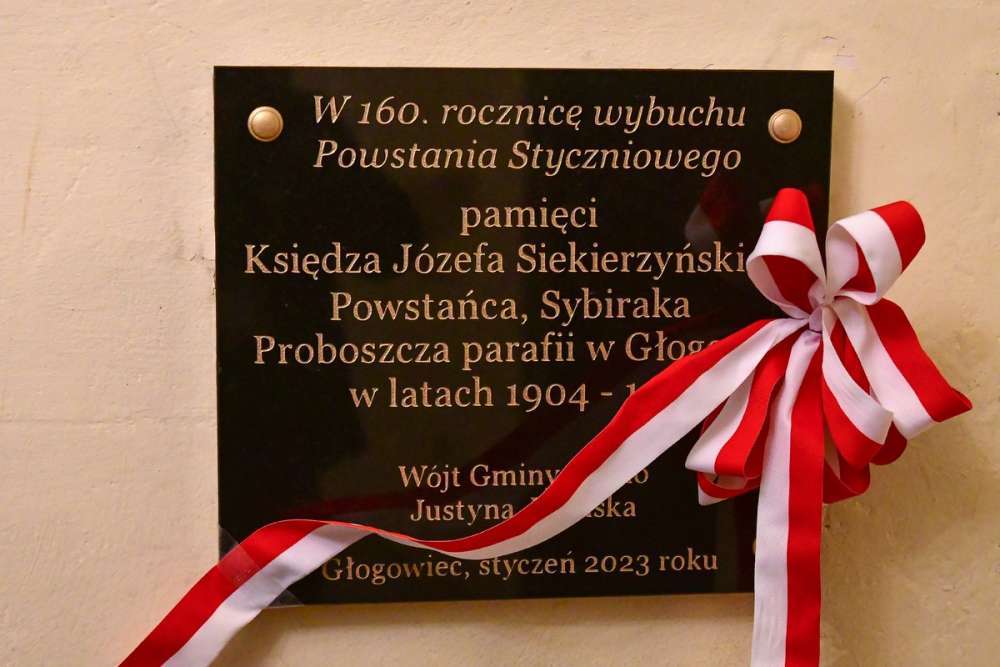 W 160. rocznicę wybuchu
Powstania Styczniowego
pamięci
Księdza Józefa
Powstańca, Sybiraka
Proboszcza parafii w
w latach 1904 -
Wójt Gminy
Justyna
Głogowiec, styczeń 2023 roku